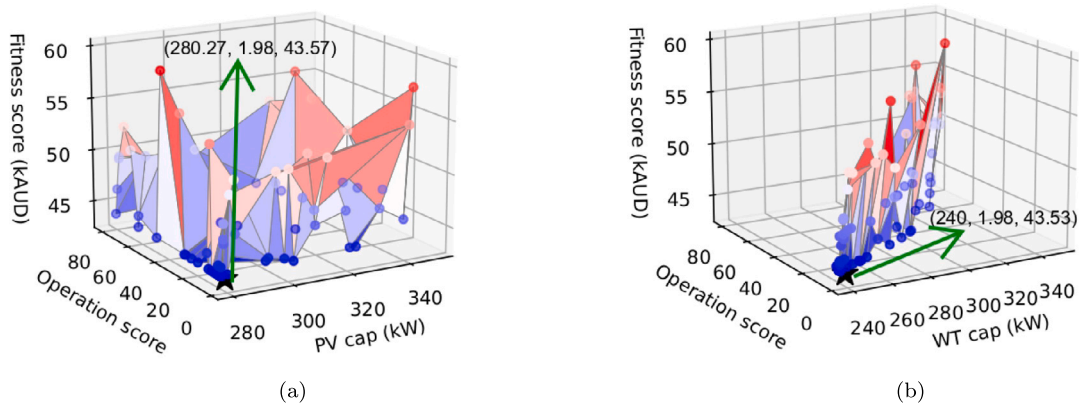 Fitness score (kAUD)
60
55
50
45
(280.27, 1.98, 43.57)
80
60
40
20
0
Operation score
280
300
320
340
PV cap (kW)
(a)
Fitness score (kAUD)
60
55
50
45
(240, 1.98, 43.53)
80
60
40
20
0
Operation score
240
260
280
300
320
340
WT cap (kW)
(b)